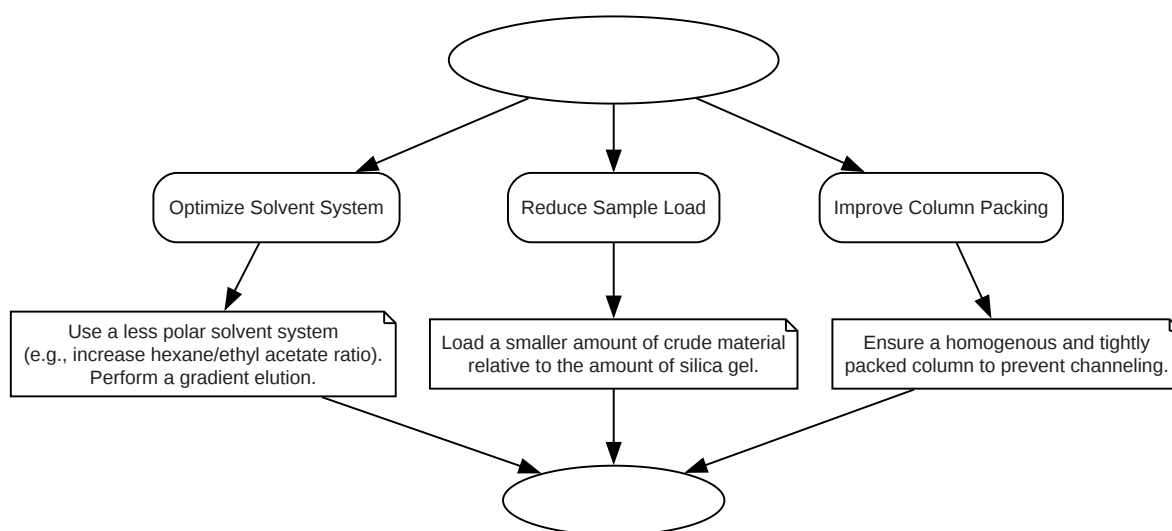 Optimize Solvent System
Reduce Sample Load
Improve Column Packing
Use a less polar solvent system
(e.g., increase hexane/ethyl acetate ratio).
Perform a gradient elution.
Load a smaller amount of crude material
relative to the amount of silica gel.
Ensure a homogenous and tightly
packed column to prevent channeling.